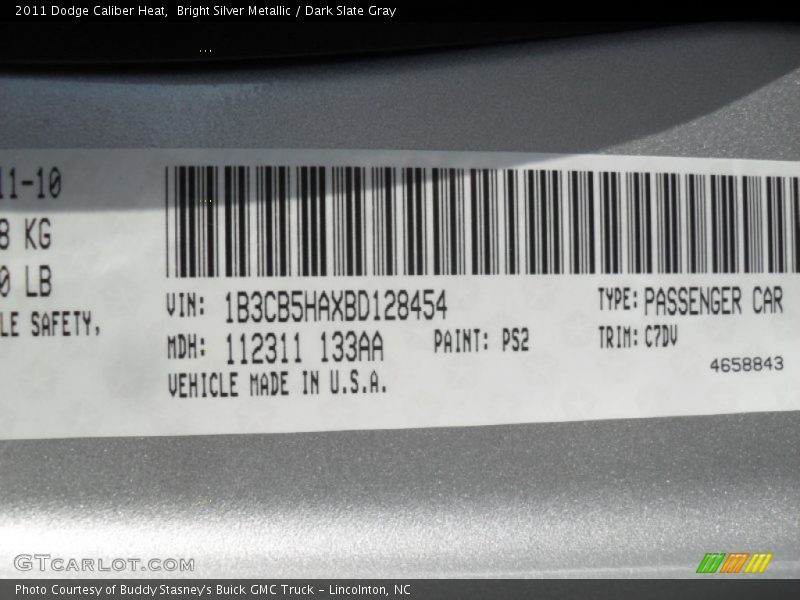 2011 Dodge Caliber Heat, Bright Silver Metallic / Dark Slate Gray
11-10
8 KG
0 LB
LE SAFETY,
VIN: 1B3CB5HAXBD128454
TYPE: PASSENGER CAR
MDH: 112311 133AA
PAINT: PS2
TRIM: C7DV
VEHICLE MADE IN U.S.A.
4658843
GTCARLOT.COM
Photo Courtesy of Buddy Stasney's Buick GMC Truck - Lincolnton, NC